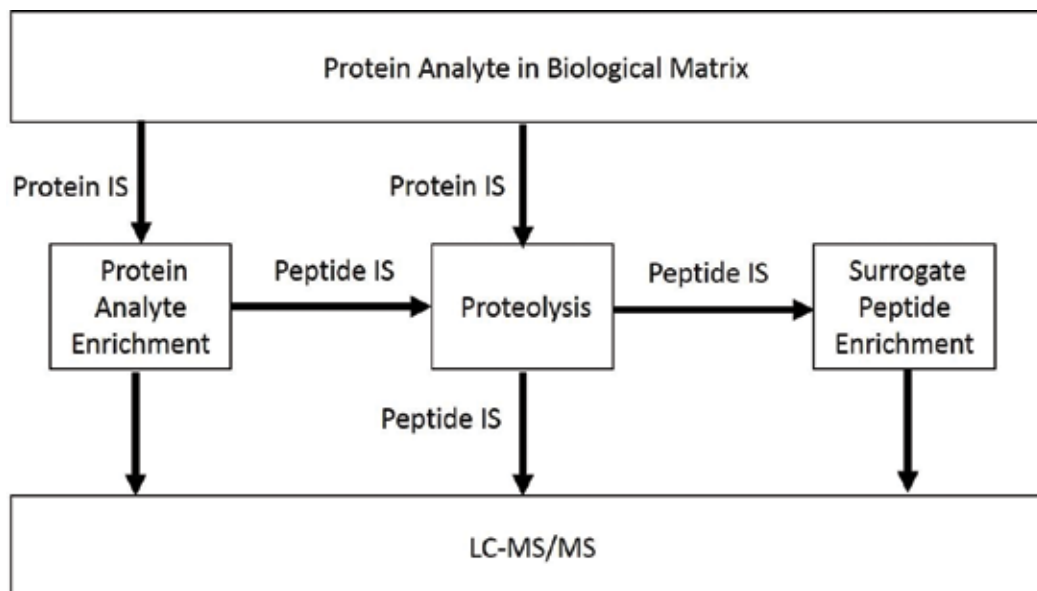 Protein Analyte in Biological Matrix
Protein IS
Protein IS
Protein
Analyte
Enrichment
Peptide IS
Proteolysis
Peptide IS
Surrogate
Peptide
Enrichment
Peptide IS
LC-MS/MS